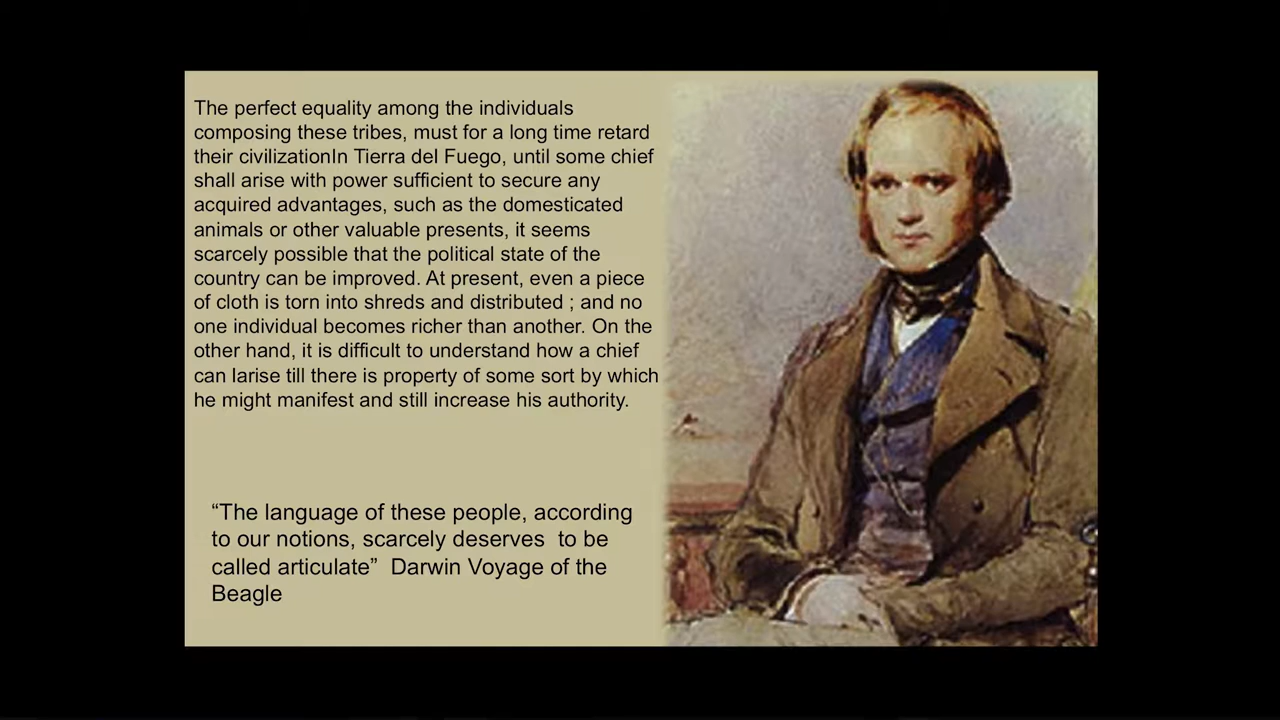 The perfect equality among the individuals
composing these tribes, must for a long time retard
their civilizationIn Tierra del Fuego, until some chief
shall arise with power sufficient to secure any
acquired advantages, such as the domesticated
animals or other valuable presents, it seems
scarcely possible that the political state of the
country can be improved. At present, even a piece
of cloth is torn into shreds and distributed ; and no
one individual becomes richer than another. On the
other hand, it is difficult to understand how a chief
can larise till there is property of some sort by which
he might manifest and still increase his authority.
“The language of these people, according
to our notions, scarcely deserves  to be
called articulate”  Darwin Voyage of the
Beagle